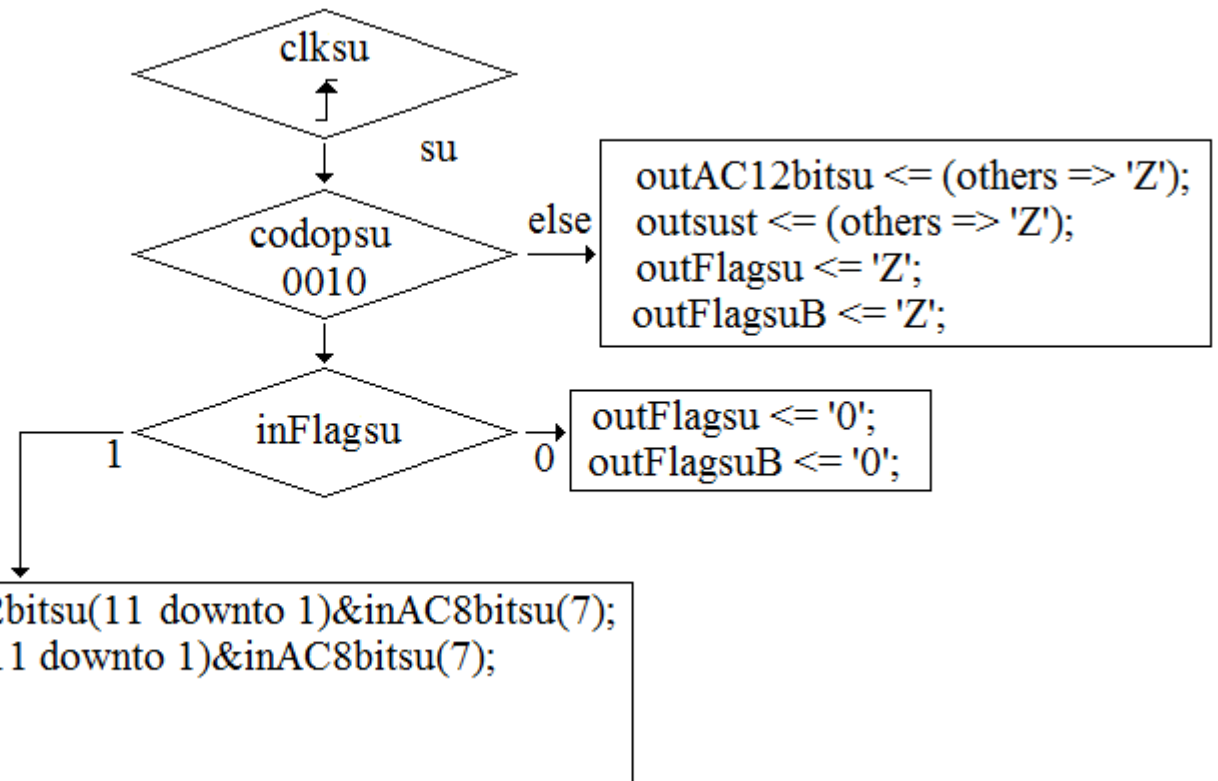 clksu
su
codopsu
0010
else
outAC12bitsu <= (others => 'Z');
outsust <= (others => 'Z');
outFlagsu <= 'Z';
outFlagsuB <= 'Z';
inFlagsu
1
0
outFlagsu <= '0';
outFlagsuB <= '0';
bitsu(11 downto 1)&inAC8bitsu(7);
1 downto 1)&inAC8bitsu(7);